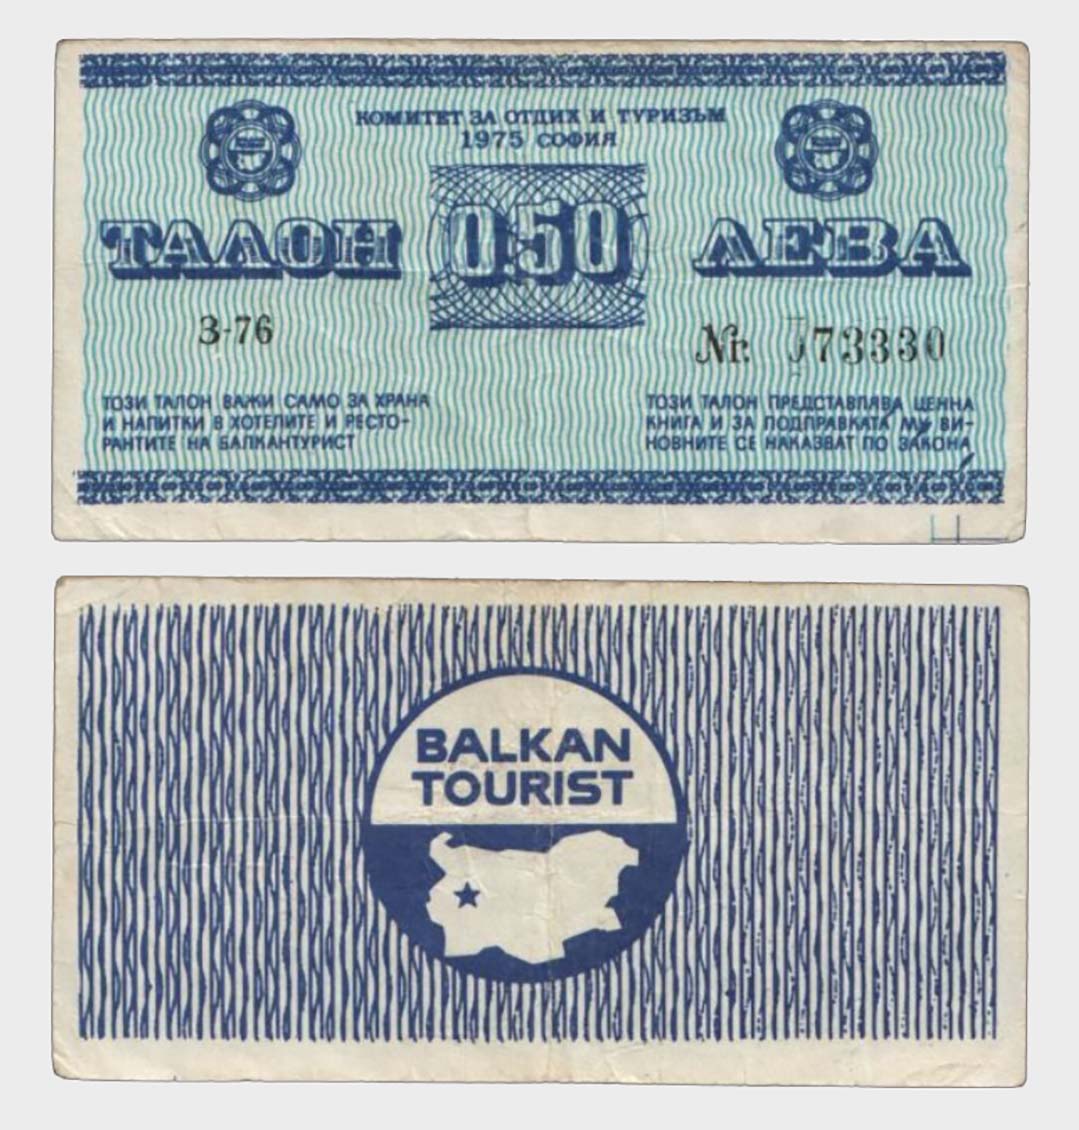 КОМИТЕТ ЗА ОТДИХ И ТУРИЗЪМ
1975 СОФИЯ
ТАЛОН 0.50 ЛЕВА
З-76
Nr. 073330
ТОЗИ ТАЛОН ВАЖИ САМО ЗА ХРАНА
И НАПИТКИ В ХОТЕЛИТЕ И РЕСТО-
РАНТИТЕ НА БАЛКАНТУРИСТ
ТОЗИ ТАЛОН ПРЕДСТАВЛЯВА ЦЕННА
КНИГА И ЗА ПОДПРАВКАТА МУ ВИ-
НОВНИТЕ СЕ НАКАЗВАТ ПО ЗАКОНА
BALKAN
TOURIST